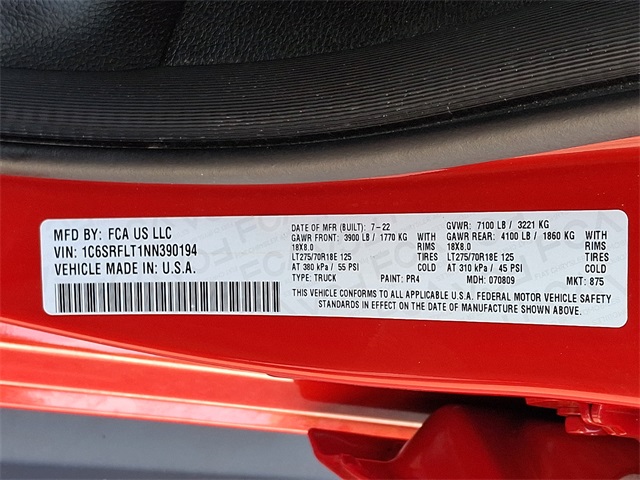 MFD BY: FCA US LLC
VIN: 1C6SRFLT1NN390194
VEHICLE MADE IN U.S.A.
DATE OF MFR (BUILT): 7-22 GVWR: 7100 LB / 3221 KG
GAWR FRONT: 3900 LB / 1770 KG WITH GAWR REAR: 4100 LB / 1860 KG WITH
18X8.0 RIMS 18X8.0 RIMS
LT275/70R18E 125 TIRES LT275/70R18E 125 TIRES
AT 380 kPa / 55 PSI COLD AT 310 kPa / 45 PSI COLD
TYPE: TRUCK PAINT: PR4 MDH: 070809 MKT: 875
THIS VEHICLE CONFORMS TO ALL APPLICABLE U.S.A. FEDERAL MOTOR VEHICLE SAFETY
STANDARDS IN EFFECT ON THE DATE OF MANUFACTURE SHOWN ABOVE.